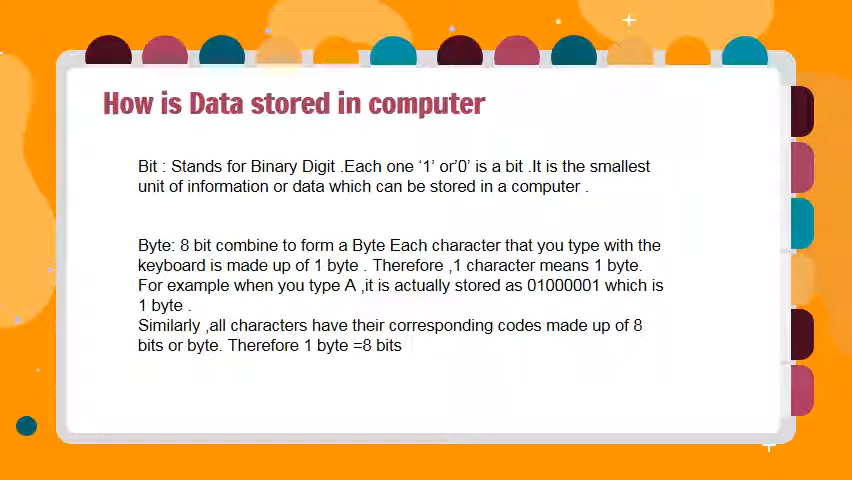 How is Data stored in computer
Bit : Stands for Binary Digit .Each one ‘1’ or’0’ is a bit .It is the smallest
unit of information or data which can be stored in a computer .
Byte: 8 bit combine to form a Byte Each character that you type with the
keyboard is made up of 1 byte . Therefore ,1 character means 1 byte.
For example when you type A ,it is actually stored as 01000001 which is
1 byte .
Similarly ,all characters have their corresponding codes made up of 8
bits or byte. Therefore 1 byte =8 bits